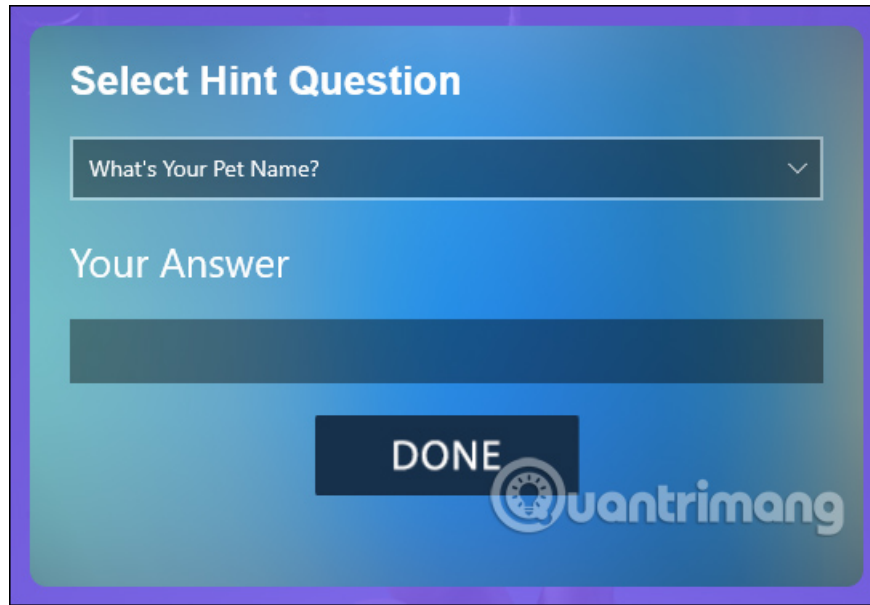 Select Hint Question
What's Your Pet Name?
Your Answer
DONE
Quantrimang